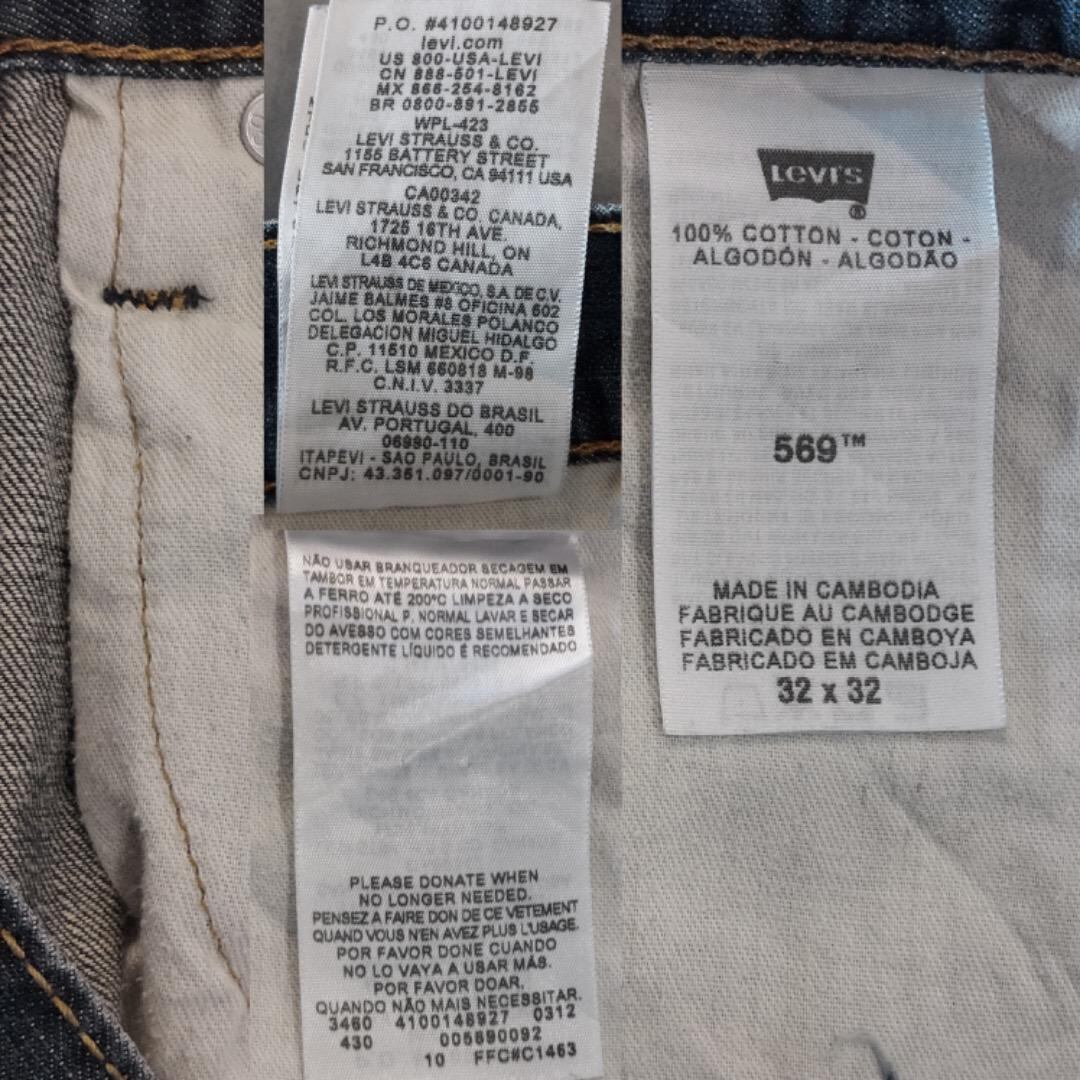 P.O. #4100148927
levi.com
US 800-USA-LEVI
CN 888-501-LEVI
MX 866-254-8162
BR 0800-891-2855
WPL-423
LEVI STRAUSS & CO.
1155 BATTERY STREET
SAN FRANCISCO, CA 94111 USA
CA00342
LEVI STRAUSS & CO. CANADA,
1725 16TH AVE.
RICHMOND HILL, ON
L4B 4C6 CANADA
LEVI STRAUSS DE MEXICO, S.A. DE C.V.
JAIME BALMES #8 OFICINA 602
COL. LOS MORALES POLANCO
DELEGACION MIGUEL HIDALGO
C.P. 11510 MEXICO D.F.
R.F.C. LSM 660818 M-98
C.N.I.V. 3337
LEVI STRAUSS DO BRASIL
AV. PORTUGAL, 400
06690-110
ITAPEVI - SAO PAULO, BRASIL
CNPJ: 43.351.097/0001-90
LEVI'S
®
100% COTTON - COTON -
ALGODÓN - ALGODÃO
569™
MADE IN CAMBODIA
FABRIQUE AU CAMBODGE
FABRICADO EN CAMBOYA
FABRICADO EM CAMBOJA
32 x 32
NÃO USAR BRANQUEADOR SECAGEM EM
TAMBOR EM TEMPERATURA NORMAL PASSAR
A FERRO ATÉ 200ºC LIMPEZA A SECO
PROFISSIONAL P. NORMAL LAVAR E SECAR
DO AVESSO COM CORES SEMELHANTES
DETERGENTE LÍQUIDO É RECOMENDADO
PLEASE DONATE WHEN
NO LONGER NEEDED.
PENSEZ A FAIRE DON DE CE VETEMENT
QUAND VOUS N'EN AVEZ PLUS L'USAGE.
POR FAVOR DONE CUANDO
NO LO VAYA A USAR MÁS.
POR FAVOR DOAR,
QUANDO NÃO MAIS NECESSITAR.
3460 4100148927 0312
430 005890092
10 FFC#C1463